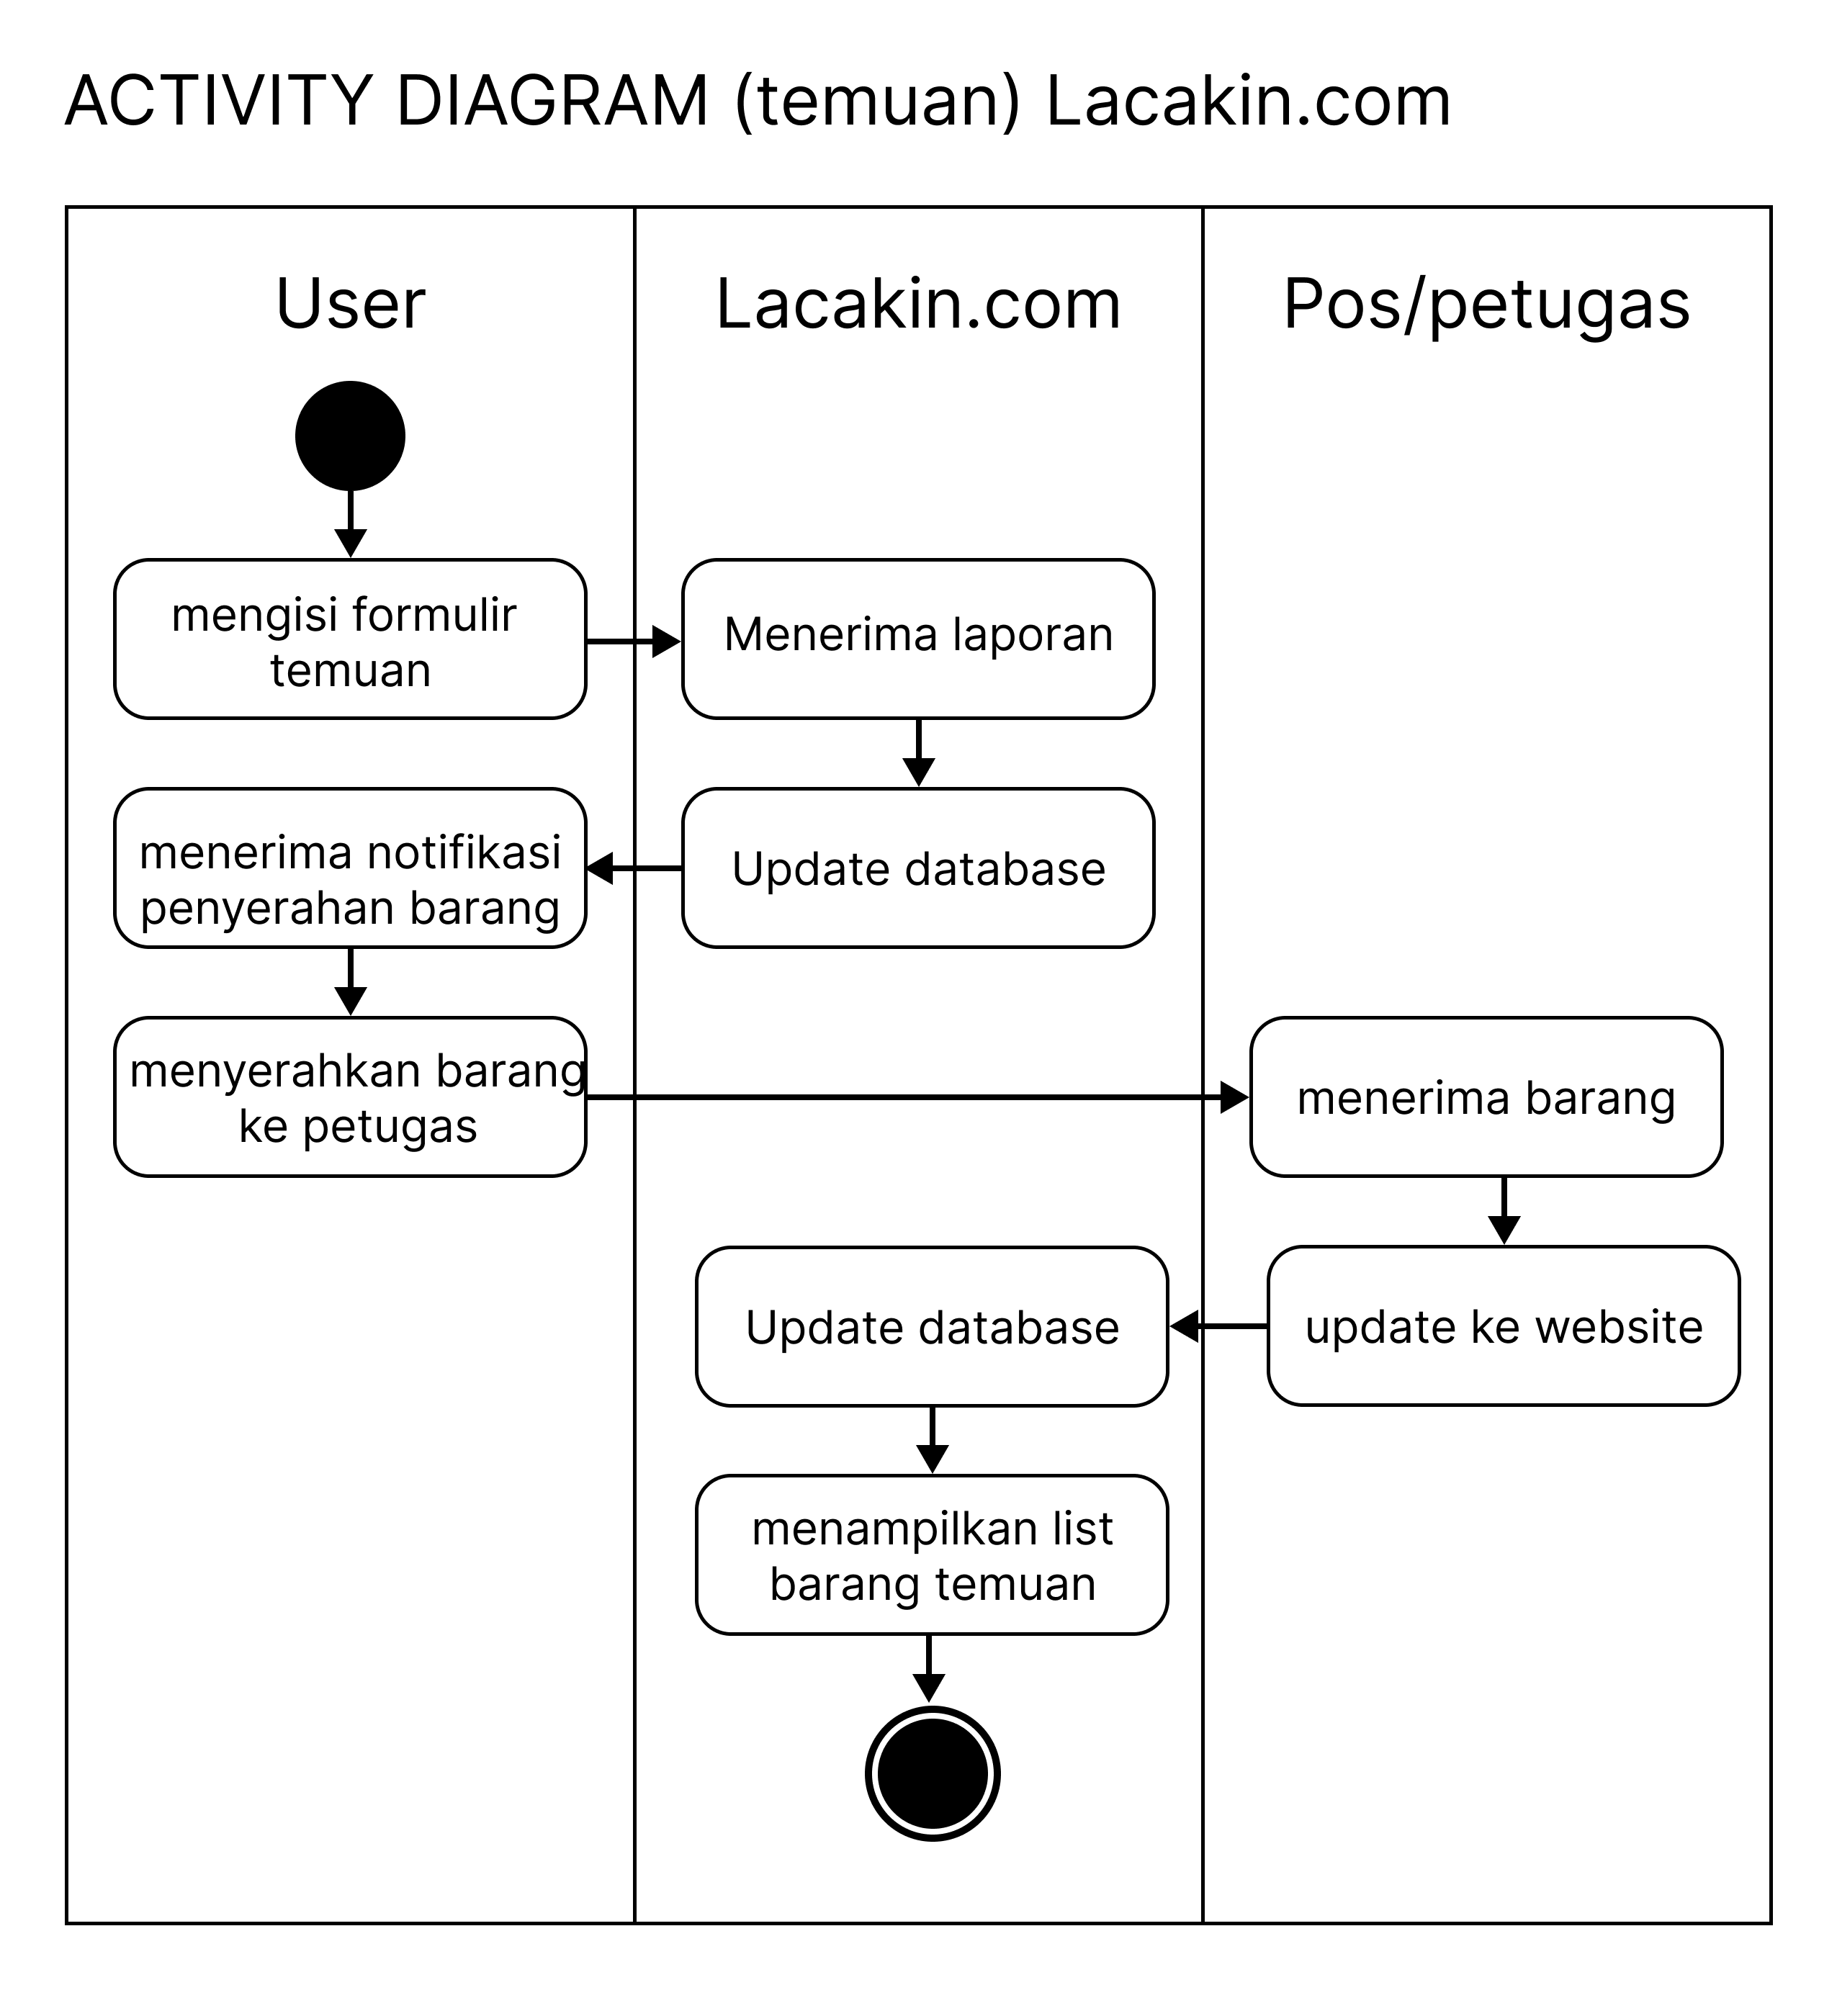 ACTIVITY DIAGRAM (temuan) Lacakin.com
User
Lacakin.com
Pos/petugas
mengisi formulir
temuan
Menerima laporan
menerima notifikasi
penyerahan barang
Update database
menyerahkan barang
ke petugas
menerima barang
Update database
update ke website
menampilkan list
barang temuan